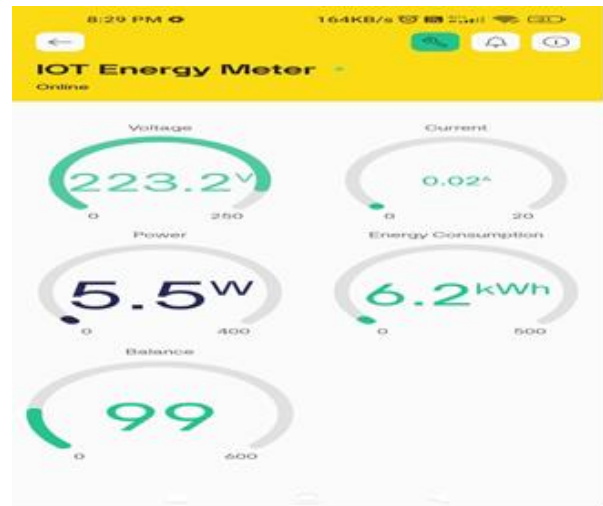 8:29 PM 164KB/s
IOT Energy Meter
Online
Voltage Current
223.2V 0.02A
0 250 0 20
Power Energy Consumption
5.5W 6.2kWh
0 400 0 500
Balance
99
0 600